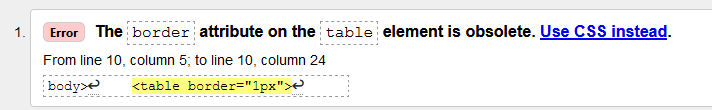 1. Error The border attribute on the table element is obsolete. Use CSS instead.
From line 10, column 5; to line 10, column 24
body>↩ <table border="1px">↩